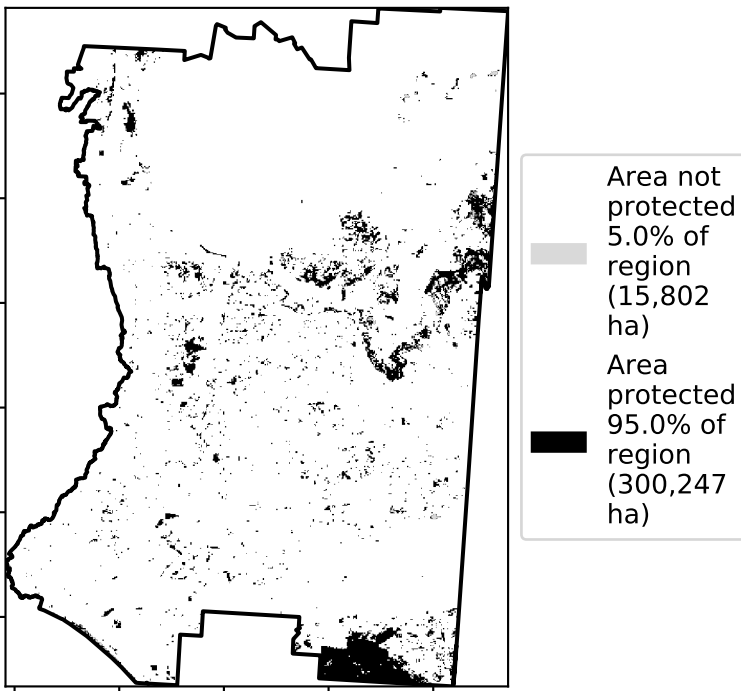 Area not
protected
5.0% of
region
(15,802
ha)
Area
protected
95.0% of
region
(300,247
ha)